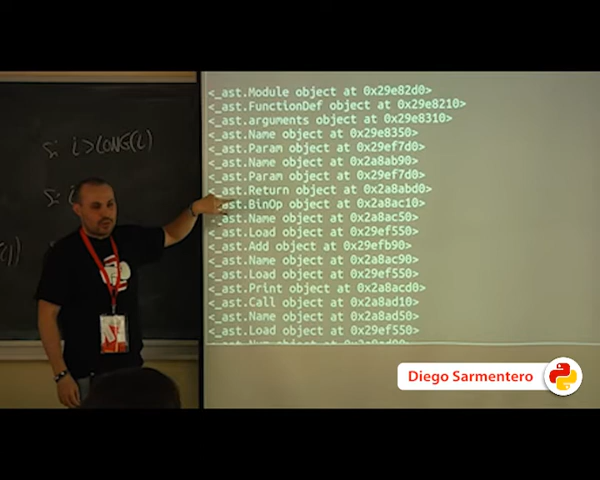 <_ast.Module object at 0x29e82d0>
<_ast.FunctionDef object at 0x29e8210>
<_ast.arguments object at 0x29e8310>
<_ast.Name object at 0x29e8350>
<_ast.Param object at 0x29ef7d0>
<_ast.Name object at 0x2a8ab90>
<_ast.Param object at 0x29ef7d0>
<_ast.Return object at 0x2a8abd0>
ast.BinOp object at 0x2a8ac10>
<_ast.Name object at 0x2a8ac50>
<_ast.Load object at 0x29ef550>
<_ast.Add object at 0x29efb90>
<_ast.Name object at 0x2a8ac90>
<_ast.Load object at 0x29ef550>
<_ast.Print object at 0x2a8acd0>
<_ast.Call object at 0x2a8ad10>
<_ast.Name object at 0x2a8ad50>
<_ast.Load object at 0x29ef550>
Si i>LONG(i)
Si
Diego Sarmentero